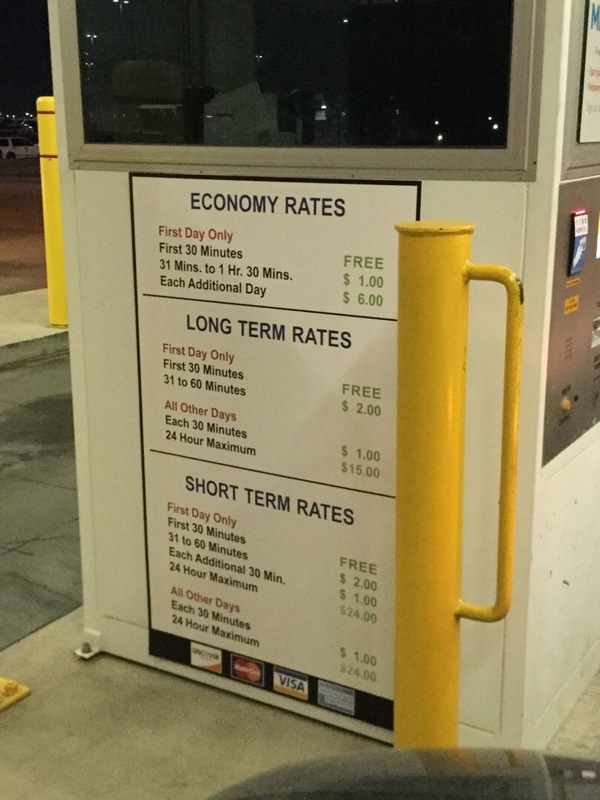 ECONOMY RATES
First Day Only
First 30 Minutes FREE
31 Mins. to 1 Hr. 30 Mins. $ 1.00
Each Additional Day $ 6.00
LONG TERM RATES
First Day Only
First 30 Minutes FREE
31 to 60 Minutes $ 2.00
All Other Days
Each 30 Minutes $ 1.00
24 Hour Maximum $15.00
SHORT TERM RATES
First Day Only
First 30 Minutes FREE
31 to 60 Minutes $ 2.00
Each Additional 30 Min. $ 1.00
24 Hour Maximum $24.00
All Other Days
Each 30 Minutes $ 1.00
24 Hour Maximum $24.00
DISCOVER MasterCard VISA